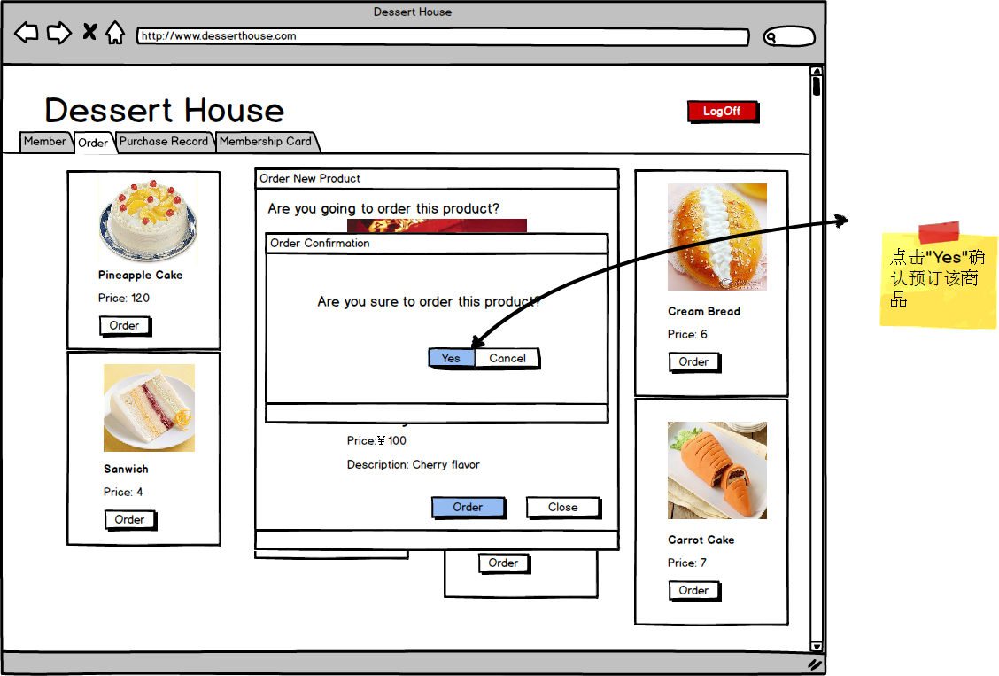 Dessert House
http://www.desserthouse.com
Dessert House
LogOff
Member
Order
Purchase Record
Membership Card
Pineapple Cake
Price: 120
Order
Sanwich
Price: 4
Order
Order New Product
Are you going to order this product?
Order Confirmation
Are you sure to order this product?
Yes
Cancel
Price:￥100
Description: Cherry flavor
Order
Close
Order
Cream Bread
Price: 6
Order
Carrot Cake
Price: 7
Order
点击"Yes"确
认预订该商
品